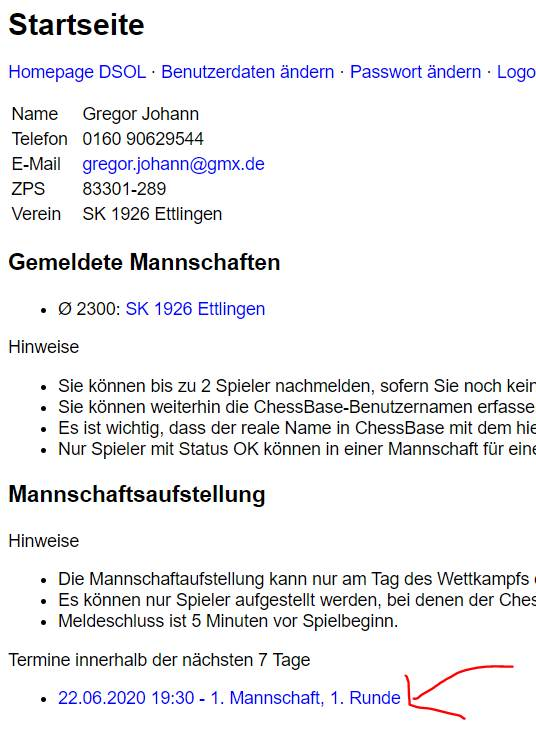 Startseite
Homepage DSOL · Benutzerdaten ändern · Passwort ändern · Logo
Name Gregor Johann
Telefon 0160 90629544
E-Mail gregor.johann@gmx.de
ZPS 83301-289
Verein SK 1926 Ettlingen
Gemeldete Mannschaften
• Ø 2300: SK 1926 Ettlingen
Hinweise
• Sie können bis zu 2 Spieler nachmelden, sofern Sie noch kein
• Sie können weiterhin die ChessBase-Benutzernamen erfasse
• Es ist wichtig, dass der reale Name in ChessBase mit dem hie
• Nur Spieler mit Status OK können in einer Mannschaft für eine
Mannschaftsaufstellung
Hinweise
• Die Mannschaftaufstellung kann nur am Tag des Wettkampfs
• Es können nur Spieler aufgestellt werden, bei denen der Ches
• Meldeschluss ist 5 Minuten vor Spielbeginn.
Termine innerhalb der nächsten 7 Tage
• 22.06.2020 19:30 - 1. Mannschaft, 1. Runde